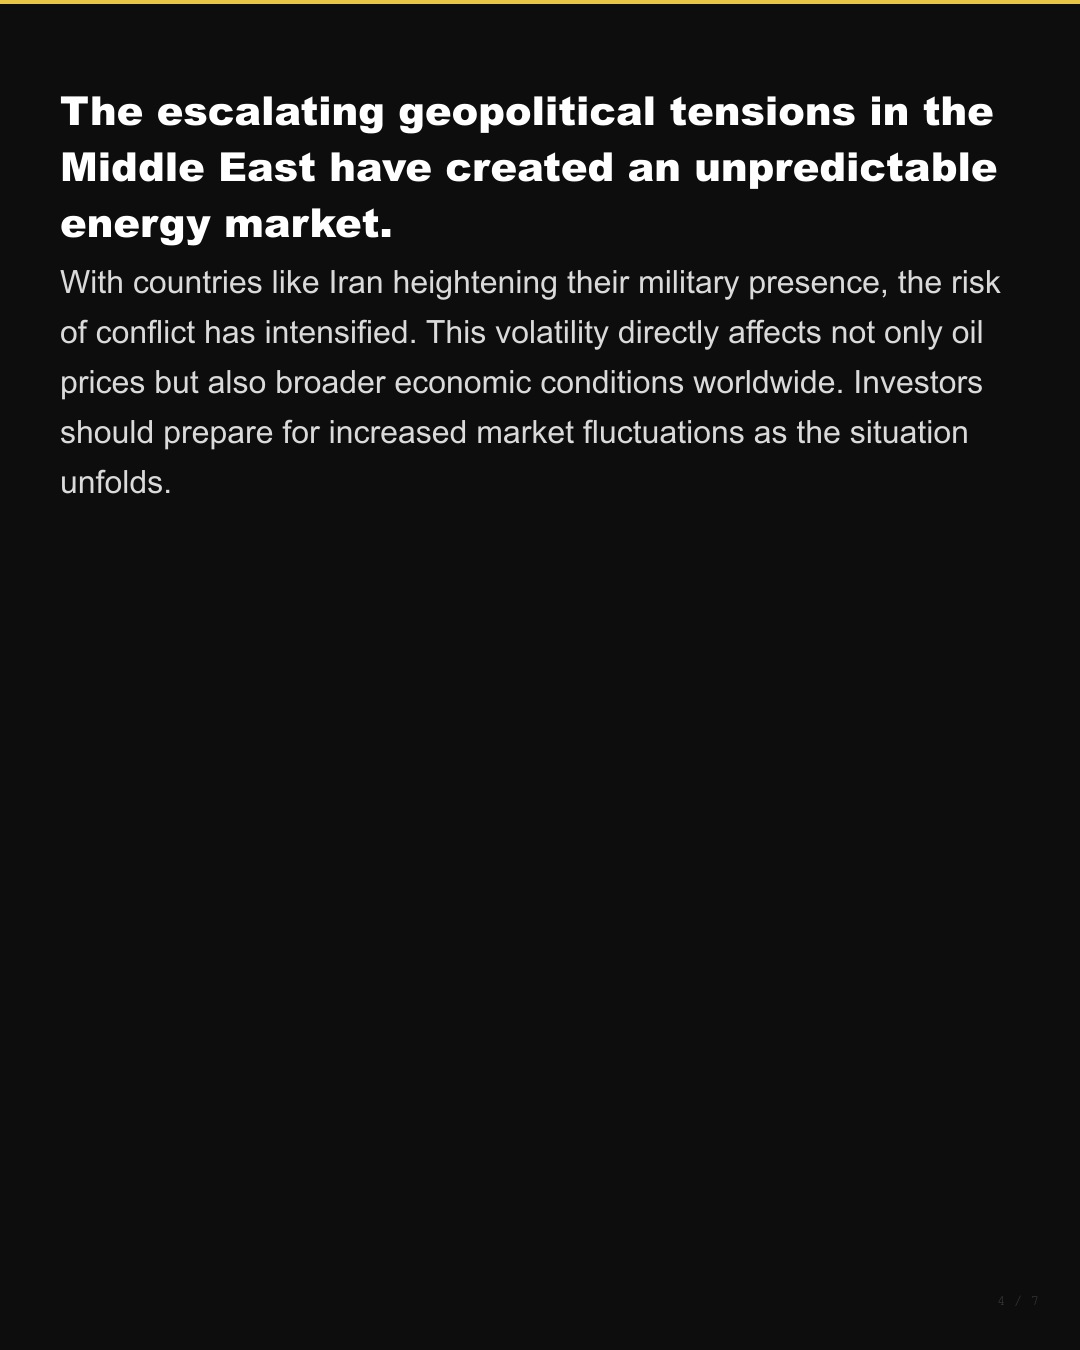 The escalating geopolitical tensions in the
Middle East have created an unpredictable
energy market.
With countries like Iran heightening their military presence, the risk
of conflict has intensified. This volatility directly affects not only oil
prices but also broader economic conditions worldwide. Investors
should prepare for increased market fluctuations as the situation
unfolds.
4 / 7